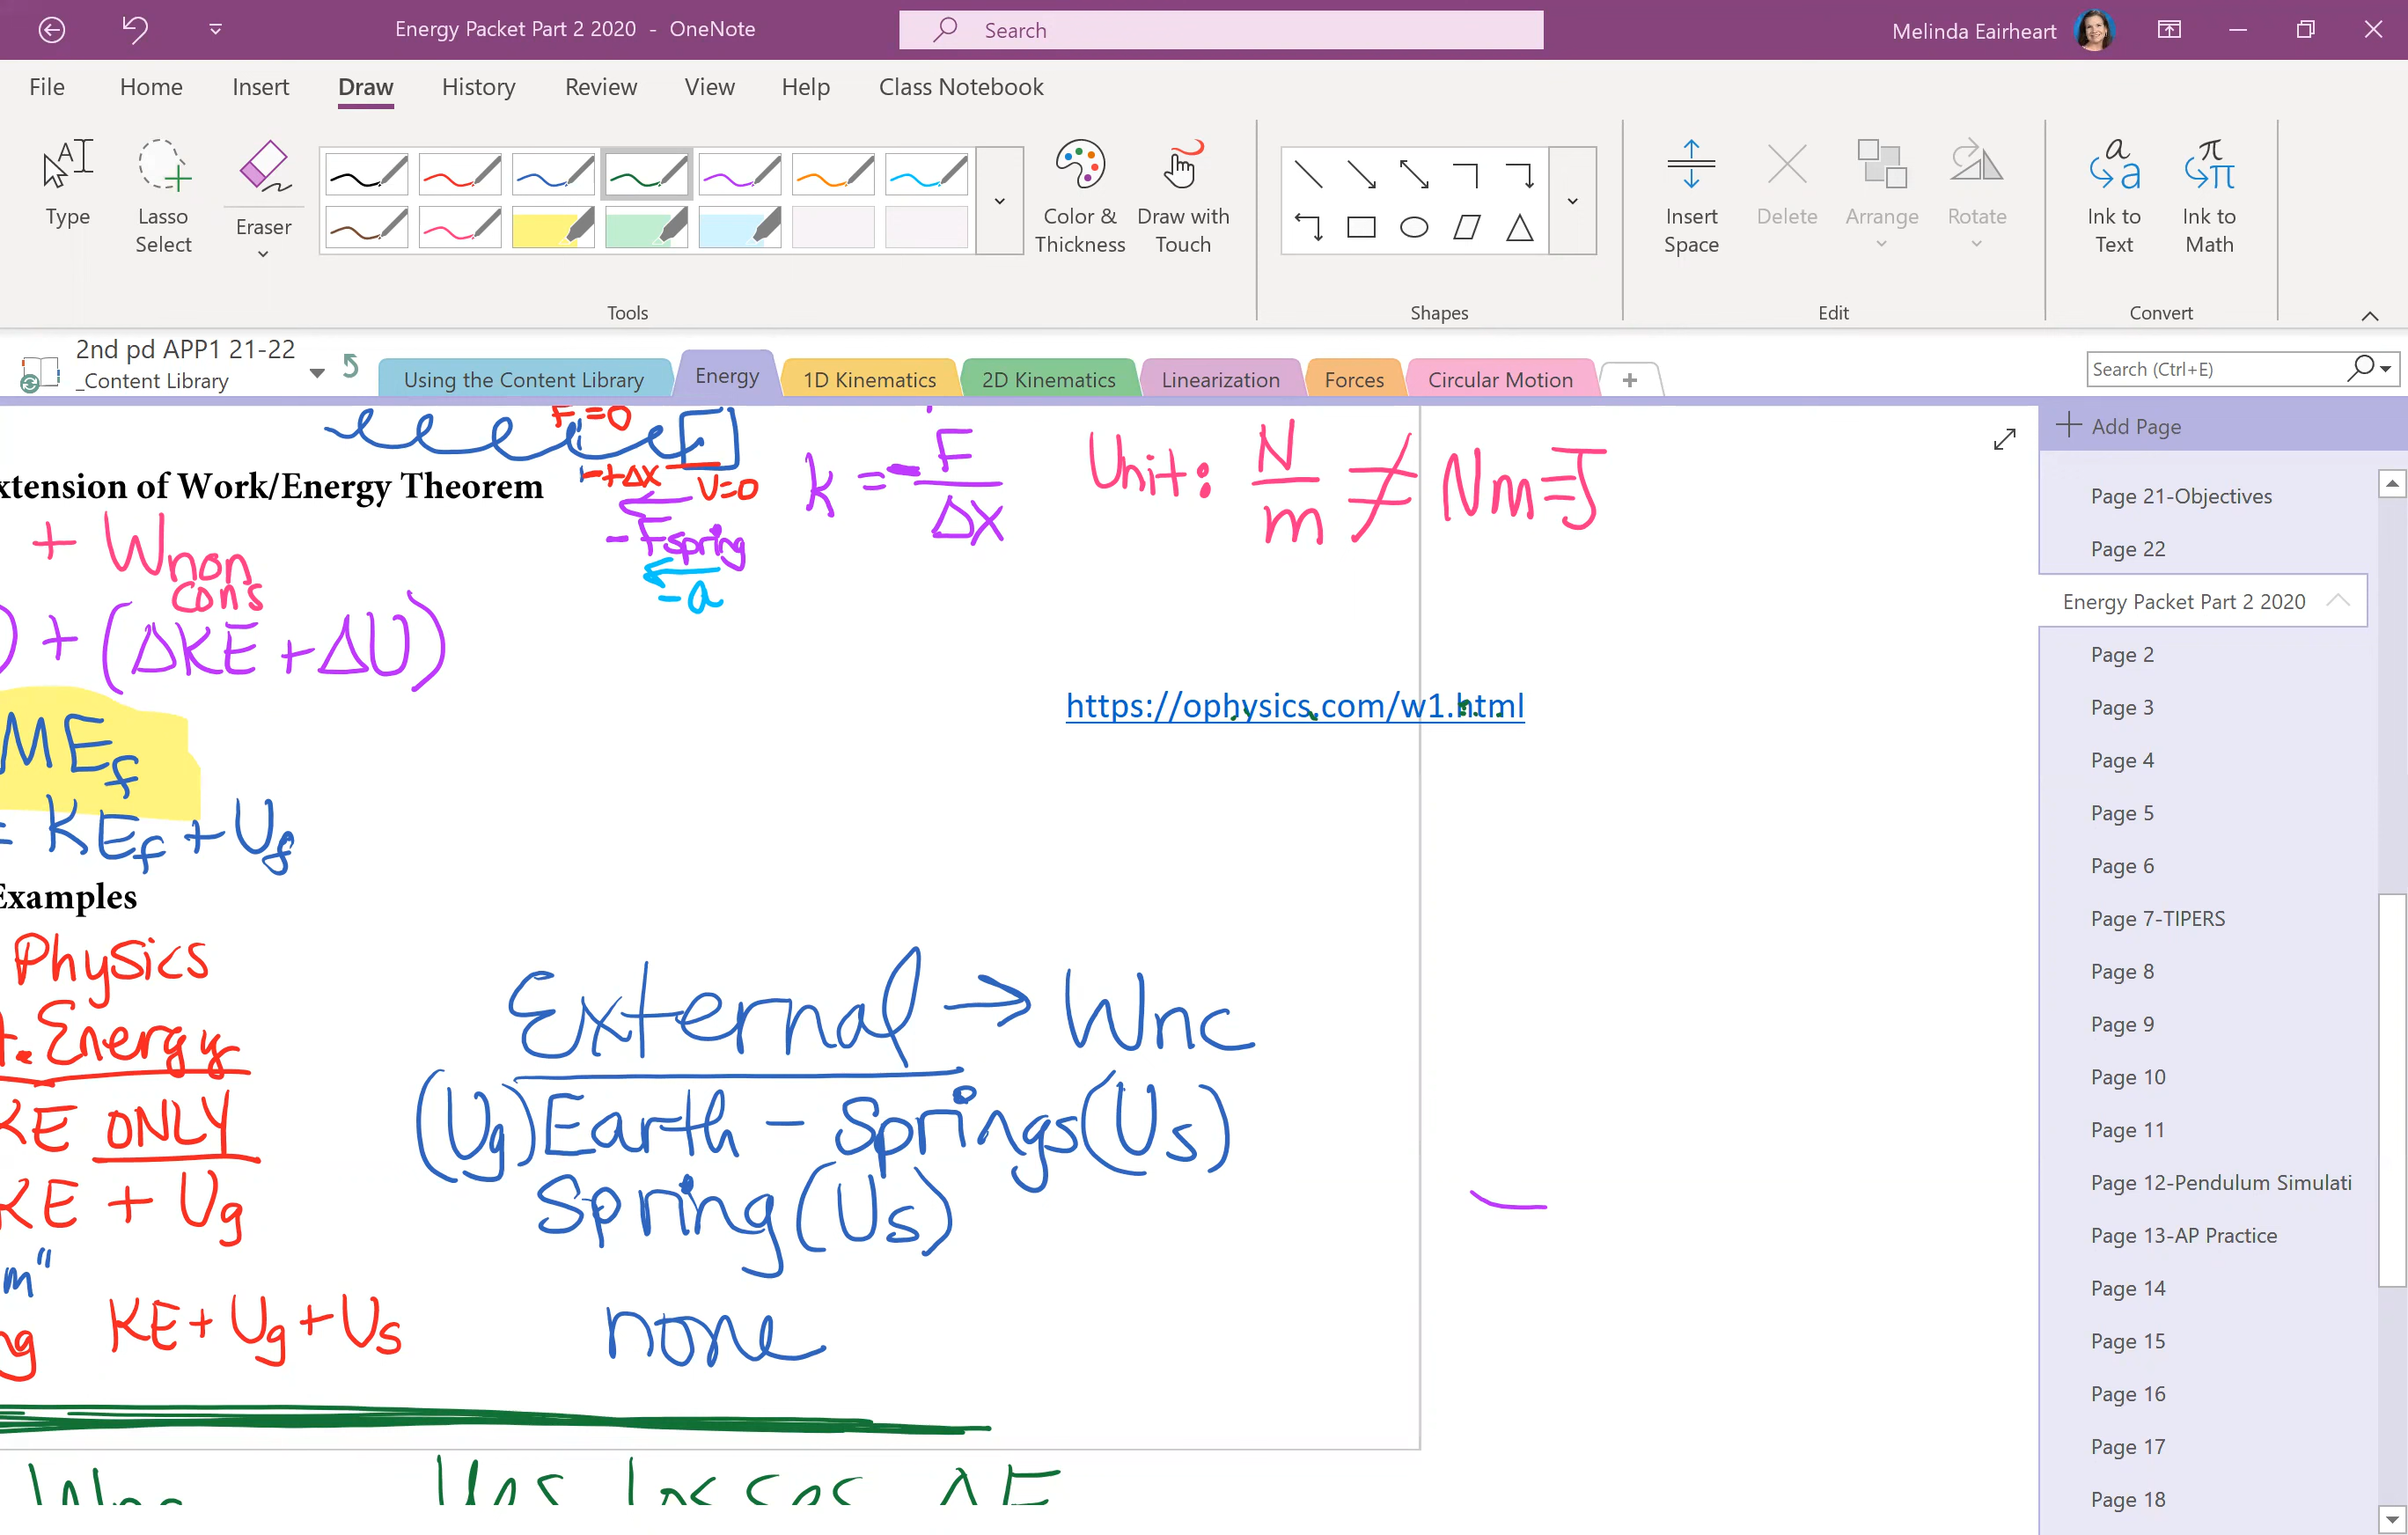 Energy Packet Part 2 2020 - OneNote
Search
Melinda Eairheart
File Home Insert Draw History Review View Help Class Notebook
Type
Lasso Select
Eraser
Color & Thickness
Draw with Touch
Insert Space
Delete
Arrange
Rotate
Ink to Text
Ink to Math
Tools
Shapes
Edit
Convert
2nd pd APP1 21-22
_Content Library
Using the Content Library
Energy
1D Kinematics
2D Kinematics
Linearization
Forces
Circular Motion
+
Search (Ctrl+E)
F=0
-+Δx
v=0
-Fspring
-a
k = -F/Δx
Unit: N/m ≠ Nm=J
xtension of Work/Energy Theorem
+ Wnon cons
) + (ΔKE + ΔU)
https://ophysics.com/w1.html
MEf
= KEf + Uf
Examples
Physics
t. Energy
KE ONLY
KE + Ug
m"
ng
KE + Ug + Us
External → Wnc
(Ug) Earth - Springs (Us)
Spring (Us)
none
Has losses ΔE
Add Page
Page 21-Objectives
Page 22
Energy Packet Part 2 2020
Page 2
Page 3
Page 4
Page 5
Page 6
Page 7-TIPERS
Page 8
Page 9
Page 10
Page 11
Page 12-Pendulum Simulati
Page 13-AP Practice
Page 14
Page 15
Page 16
Page 17
Page 18